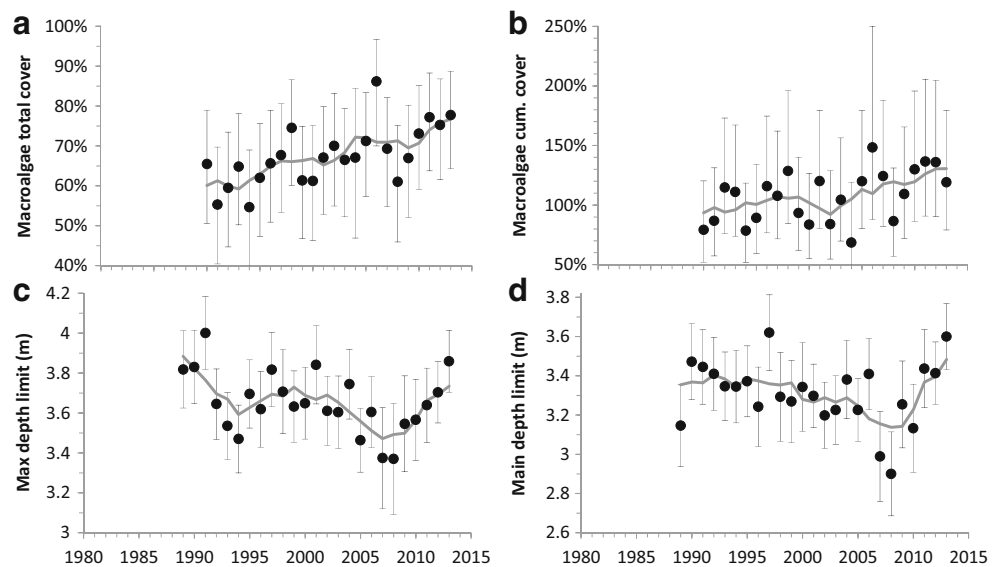 a
Macroalgae total cover
100%
90%
80%
70%
60%
50%
40%
b
Macroalgae cum. cover
250%
200%
150%
100%
50%
c
Max depth limit (m)
4.2
4
3.8
3.6
3.4
3.2
3
1980 1985 1990 1995 2000 2005 2010 2015
d
Main depth limit (m)
3.8
3.6
3.4
3.2
3
2.8
2.6
1980 1985 1990 1995 2000 2005 2010 2015